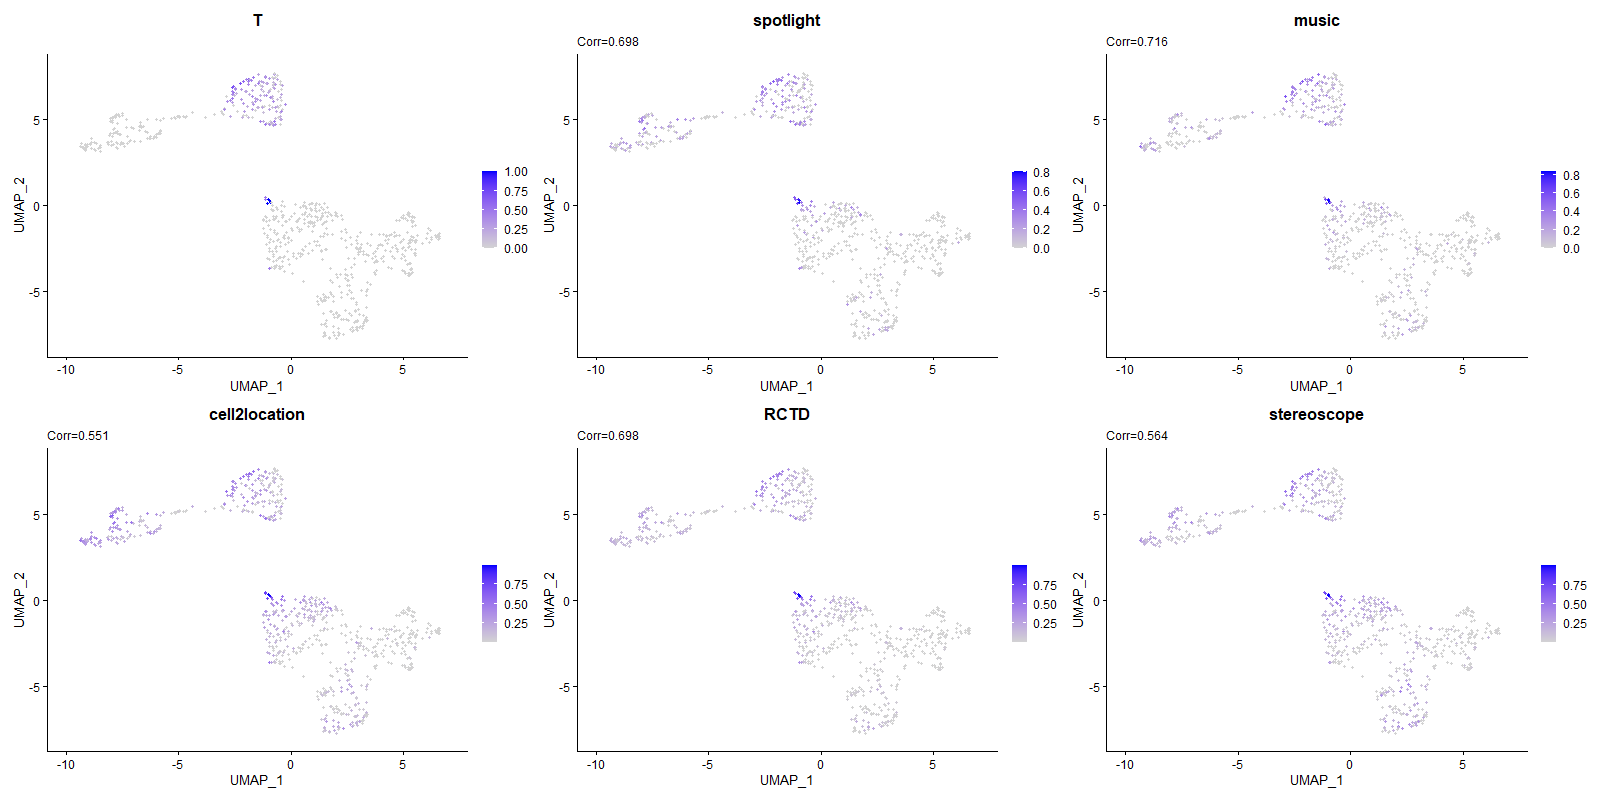 T
UMAP_2
5
0
-5
1.00
0.75
0.50
0.25
0.00
-10
-5
0
5
UMAP_1
spotlight
Corr=0.698
UMAP_2
5
0
-5
0.8
0.6
0.4
0.2
0.0
-10
-5
0
5
UMAP_1
music
Corr=0.716
UMAP_2
5
0
-5
0.8
0.6
0.4
0.2
0.0
-10
-5
0
5
UMAP_1
cell2location
Corr=0.551
UMAP_2
5
0
-5
0.75
0.50
0.25
-10
-5
0
5
UMAP_1
RCTD
Corr=0.698
UMAP_2
5
0
-5
0.75
0.50
0.25
-10
-5
0
5
UMAP_1
stereoscope
Corr=0.564
UMAP_2
5
0
-5
0.75
0.50
0.25
-10
-5
0
5
UMAP_1